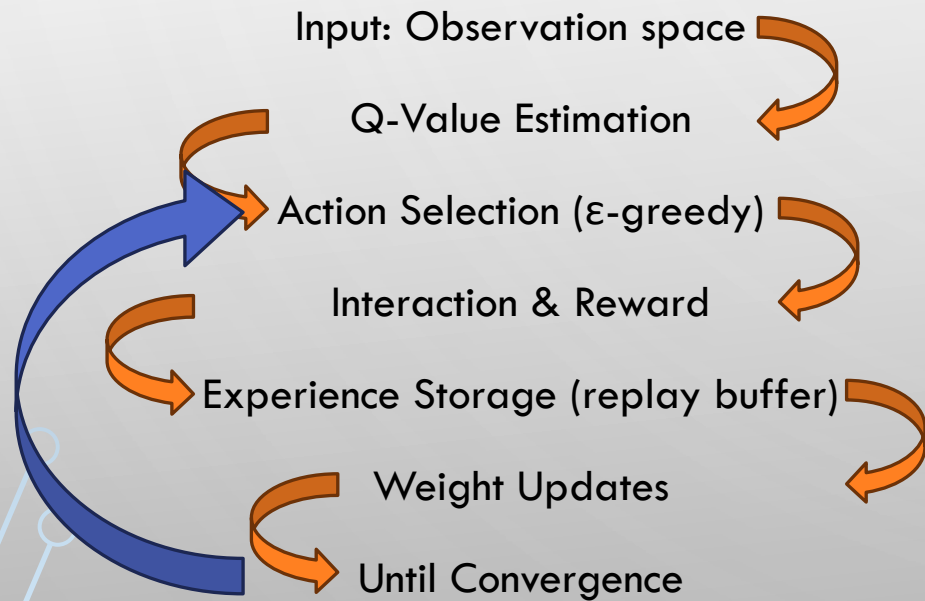 Input: Observation space
Q-Value Estimation
Action Selection (ε-greedy)
Interaction & Reward
Experience Storage (replay buffer)
Weight Updates
Until Convergence